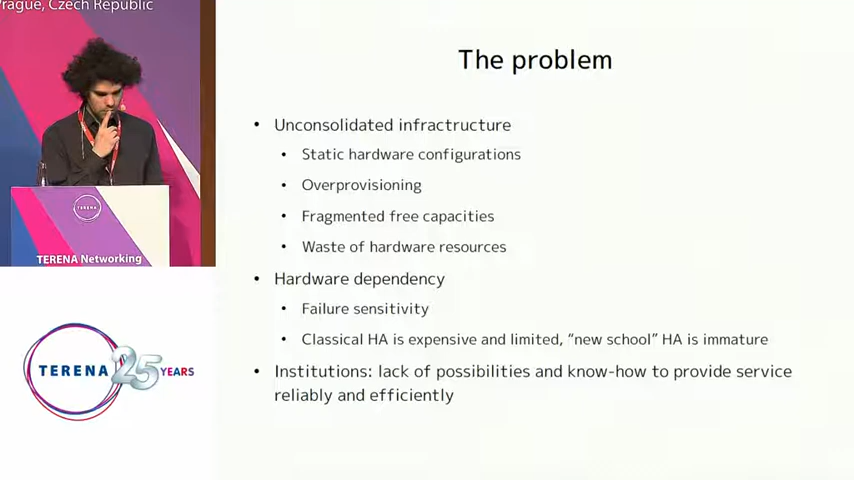 rague, Czech Republic
TERENA
TERENA Networking
TERENA 25 YEARS
The problem
• Unconsolidated infractructure
• Static hardware configurations
• Overprovisioning
• Fragmented free capacities
• Waste of hardware resources
• Hardware dependency
• Failure sensitivity
• Classical HA is expensive and limited, “new school” HA is immature
• Institutions: lack of possibilities and know-how to provide service
reliably and efficiently